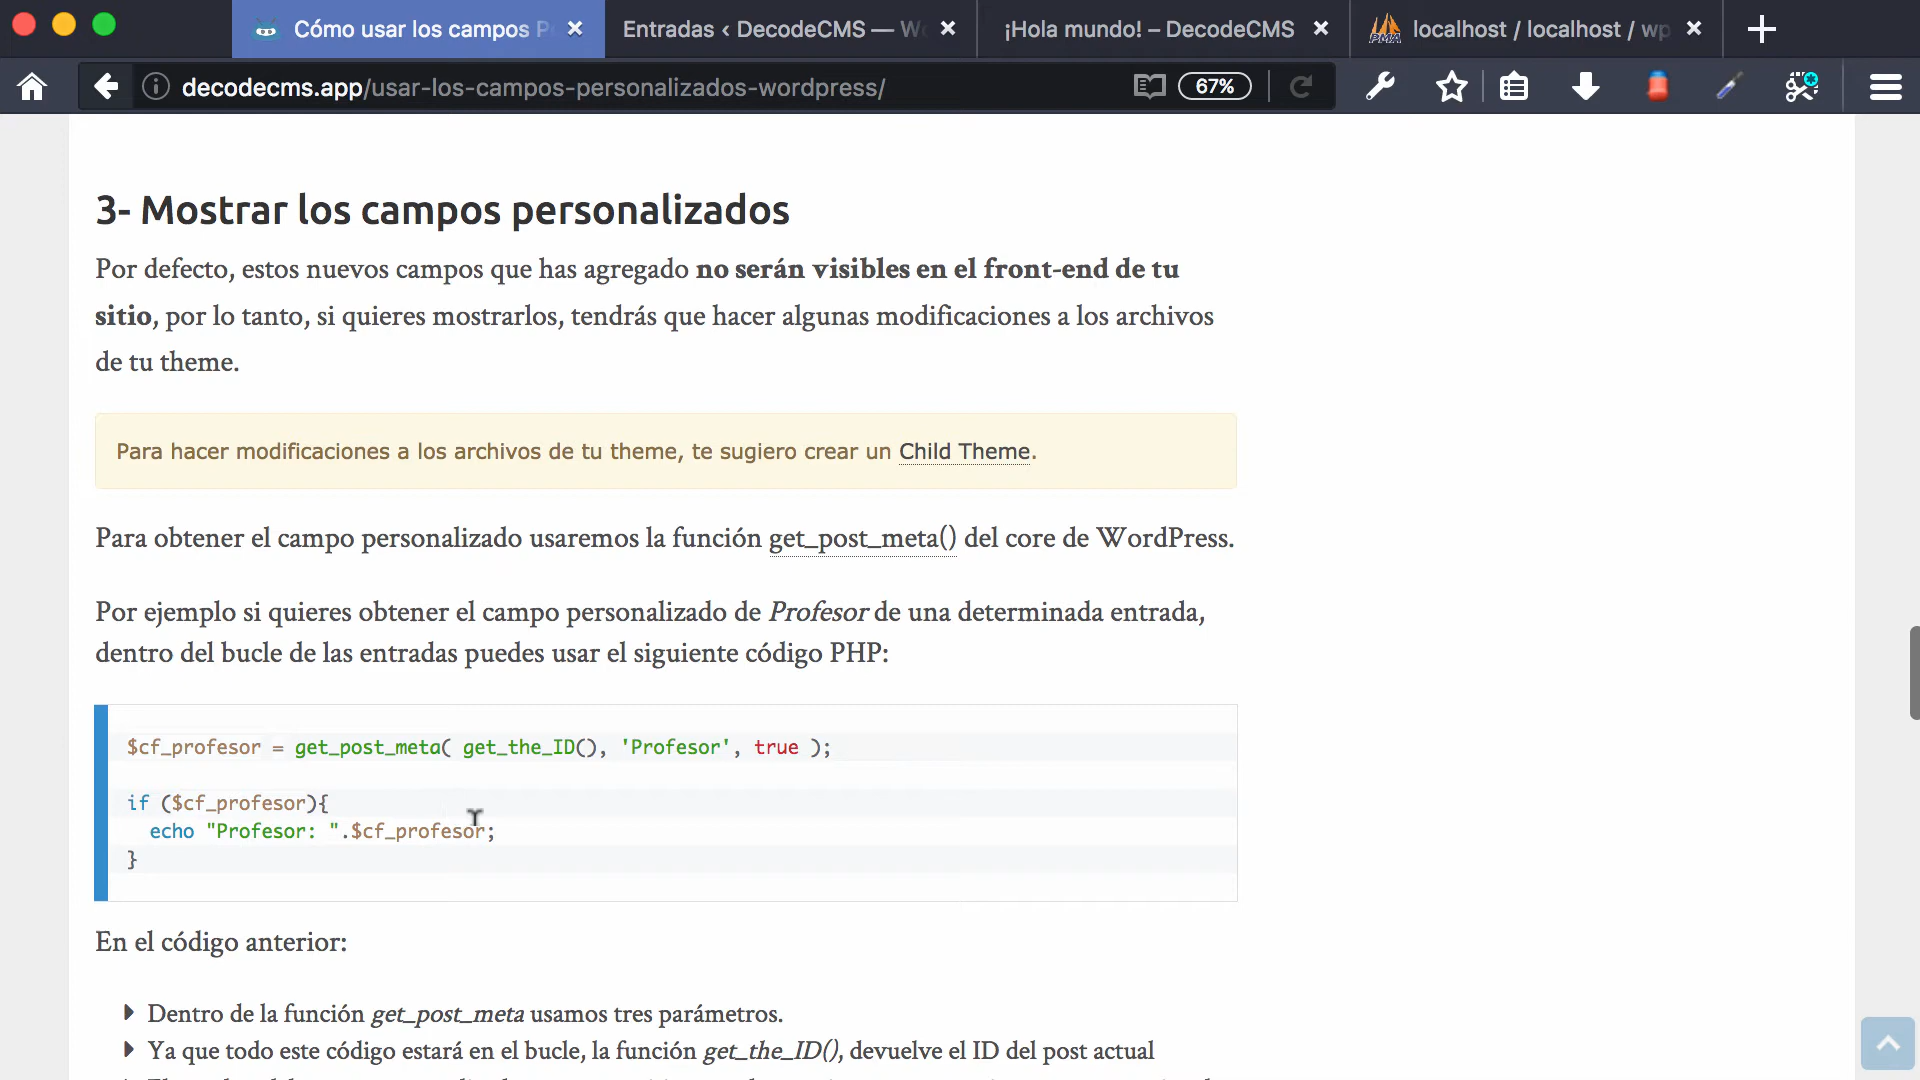 Cómo usar los campos P
Entradas ‹ DecodeCMS — W
¡Hola mundo! – DecodeCMS
localhost / localhost / wp
decodecms.app/usar-los-campos-personalizados-wordpress/
67%
3- Mostrar los campos personalizados
Por defecto, estos nuevos campos que has agregado no serán visibles en el front-end de tu
sitio, por lo tanto, si quieres mostrarlos, tendrás que hacer algunas modificaciones a los archivos
de tu theme.
Para hacer modificaciones a los archivos de tu theme, te sugiero crear un Child Theme.
Para obtener el campo personalizado usaremos la función get_post_meta() del core de WordPress.
Por ejemplo si quieres obtener el campo personalizado de Profesor de una determinada entrada,
dentro del bucle de las entradas puedes usar el siguiente código PHP:
$cf_profesor = get_post_meta( get_the_ID(), 'Profesor', true );
if ($cf_profesor){
echo "Profesor: ".$cf_profesor;
}
En el código anterior:
Dentro de la función get_post_meta usamos tres parámetros.
Ya que todo este código estará en el bucle, la función get_the_ID(), devuelve el ID del post actual